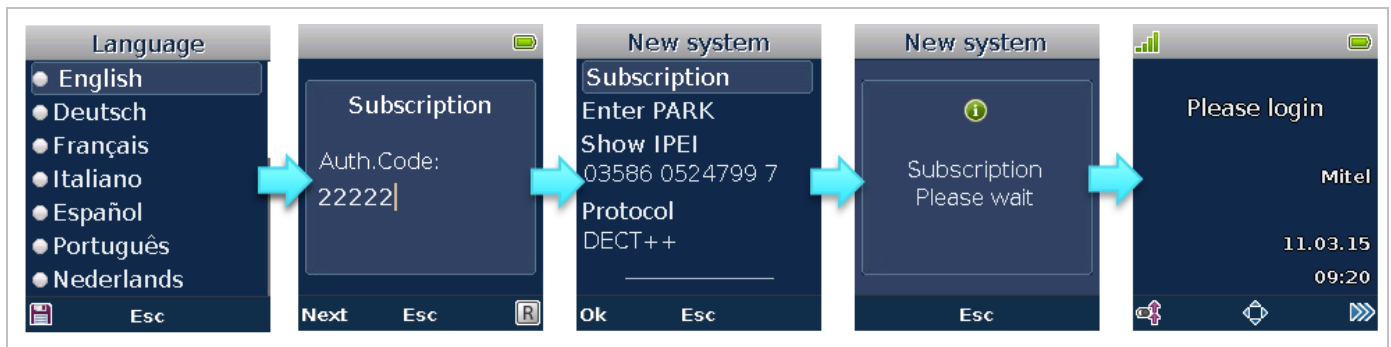 Language
English
Deutsch
Français
Italiano
Español
Português
Nederlands
Esc
Subscription
Auth.Code:
22222
Next Esc R
New system
Subscription
Enter PARK
Show IPEI
03586 0524799 7
Protocol
DECT++
Ok Esc
New system
Subscription
Please wait
Esc
Please login
Mitel
11.03.15
09:20